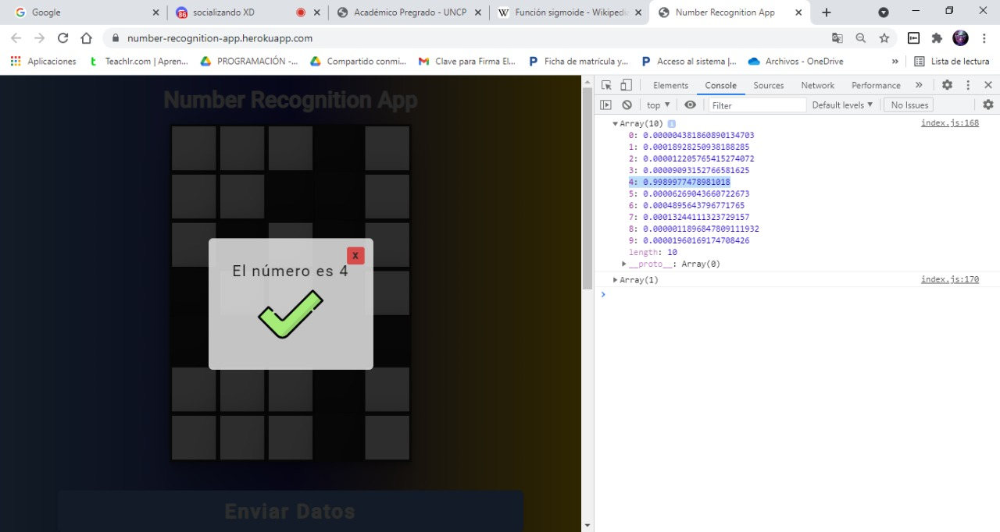 Google
socializando XD
Académico Pregrado - UNCP
Función sigmoide - Wikipedi
Number Recognition App
number-recognition-app.herokuapp.com
Aplicaciones
Teachlr.com | Apren...
PROGRAMACIÓN -...
Compartido conmi...
Clave para Firma El...
Ficha de matrícula y...
Acceso al sistema |...
Archivos - OneDrive
»
Lista de lectura
Number Recognition App
x
El número es 4
Enviar Datos
Elements Console Sources Network Performance »
top Filter Default levels No Issues
Array(10) index.js:168
0: 0.000004381860890134703
1: 0.00018928250938188285
2: 0.000012205765415274072
3: 0.00009093152766581625
4: 0.9989977478981018
5: 0.00006269043660722673
6: 0.0004895643796771765
7: 0.00013244111323729157
8: 0.0000011896847809111932
9: 0.00001960169174708426
length: 10
__proto__: Array(0)
Array(1) index.js:170